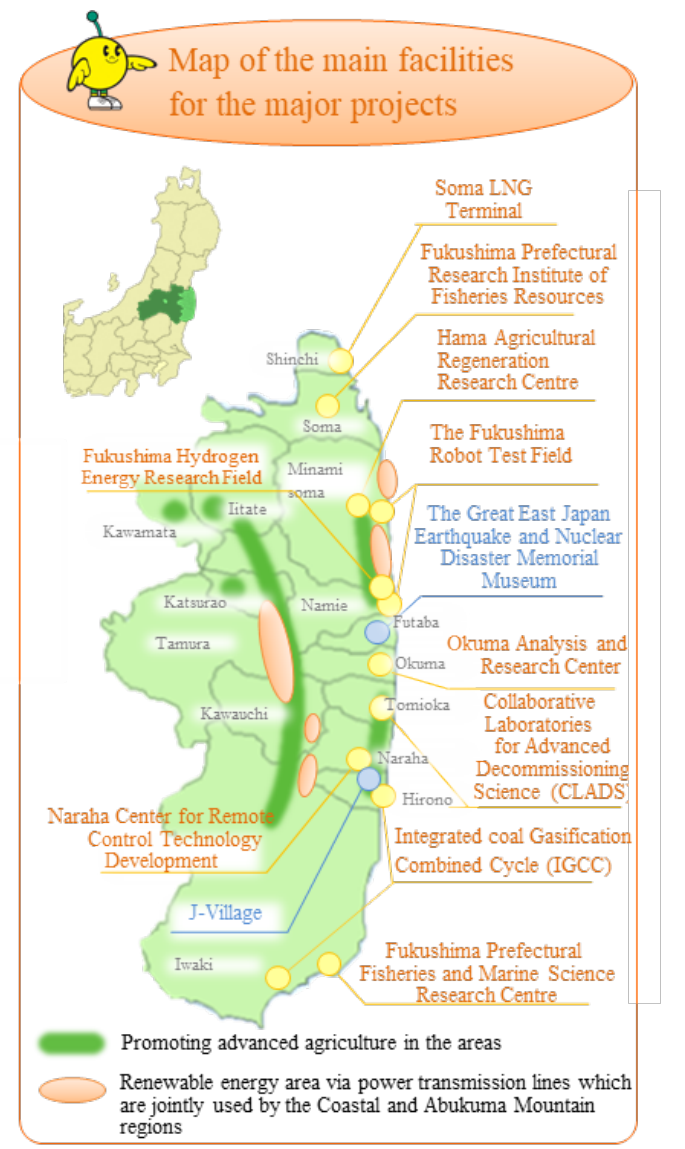 Map of the main facilities
for the major projects
Soma LNG
Terminal
Fukushima Prefectural
Research Institute of
Fisheries Resources
Hama Agricultural
Regeneration
Research Centre
Shinchi
Soma
The Fukushima
Robot Test Field
Fukushima Hydrogen
Energy Research Field
Minami
soma
Iitate
Kawamata
The Great East Japan
Earthquake and Nuclear
Disaster Memorial
Museum
Katsurao
Namie
Futaba
Tamura
Okuma Analysis and
Research Center
Okuma
Kawauchi
Tomioka
Collaborative
Laboratories
for Advanced
Decommissioning
Science (CLADS)
Naraha
Hirono
Naraha Center for Remote
Control Technology
Development
Integrated coal Gasification
Combined Cycle (IGCC)
J-Village
Iwaki
Fukushima Prefectural
Fisheries and Marine Science
Research Centre
Promoting advanced agriculture in the areas
Renewable energy area via power transmission lines which
are jointly used by the Coastal and Abukuma Mountain
regions